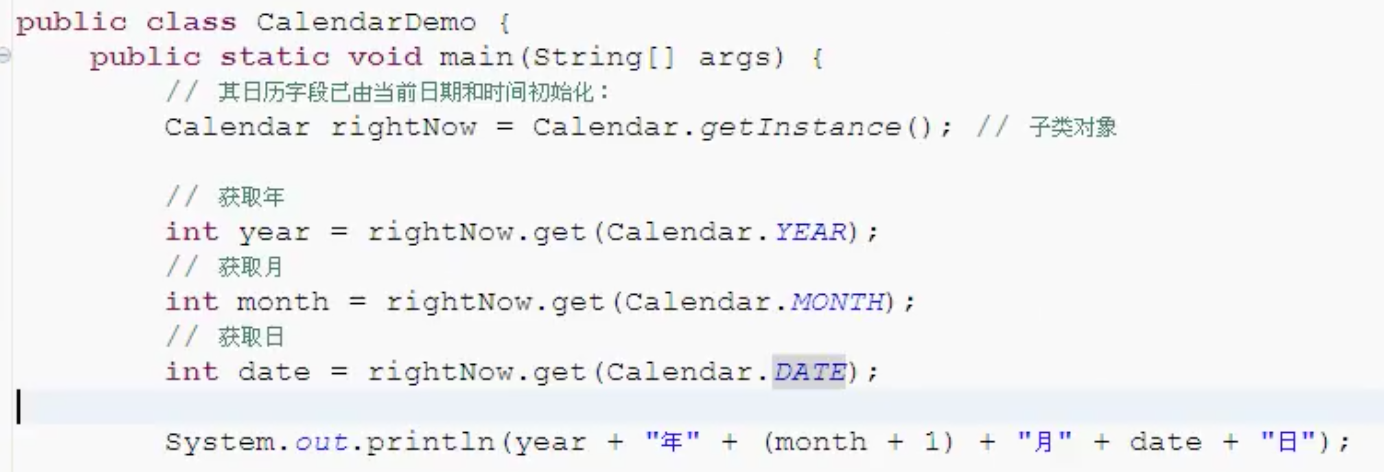 public class CalendarDemo {
public static void main(String[] args) {
// 其日历字段已由当前日期和时间初始化：
Calendar rightNow = Calendar.getInstance(); // 子类对象
// 获取年
int year = rightNow.get(Calendar.YEAR);
// 获取月
int month = rightNow.get(Calendar.MONTH);
// 获取日
int date = rightNow.get(Calendar.DATE);
System.out.println(year + "年" + (month + 1) + "月" + date + "日");